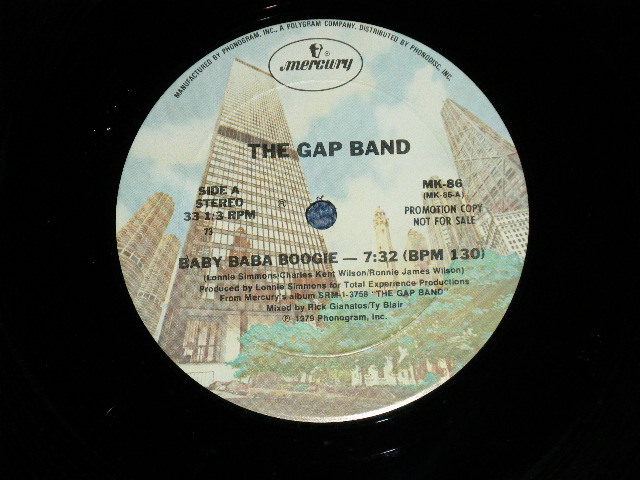 MANUFACTURED BY PHONOGRAM, INC., A POLYGRAM COMPANY. DISTRIBUTED BY PHONODISC, INC.
mercury
THE GAP BAND
SIDE A
STEREO
33 1/3 RPM
73
®
MK-86
(MK-86-A)
PROMOTION COPY
NOT FOR SALE
BABY BABA BOOGIE — 7:32 (BPM 130)
(Lonnie Simmons/Charles Kent Wilson/Ronnie James Wilson)
Produced by Lonnie Simmons for Total Experience Productions
From Mercury's album SRM-1-3758 "THE GAP BAND"
Mixed by Rick Gianatos/Ty Blair
℗ 1979 Phonogram, Inc.